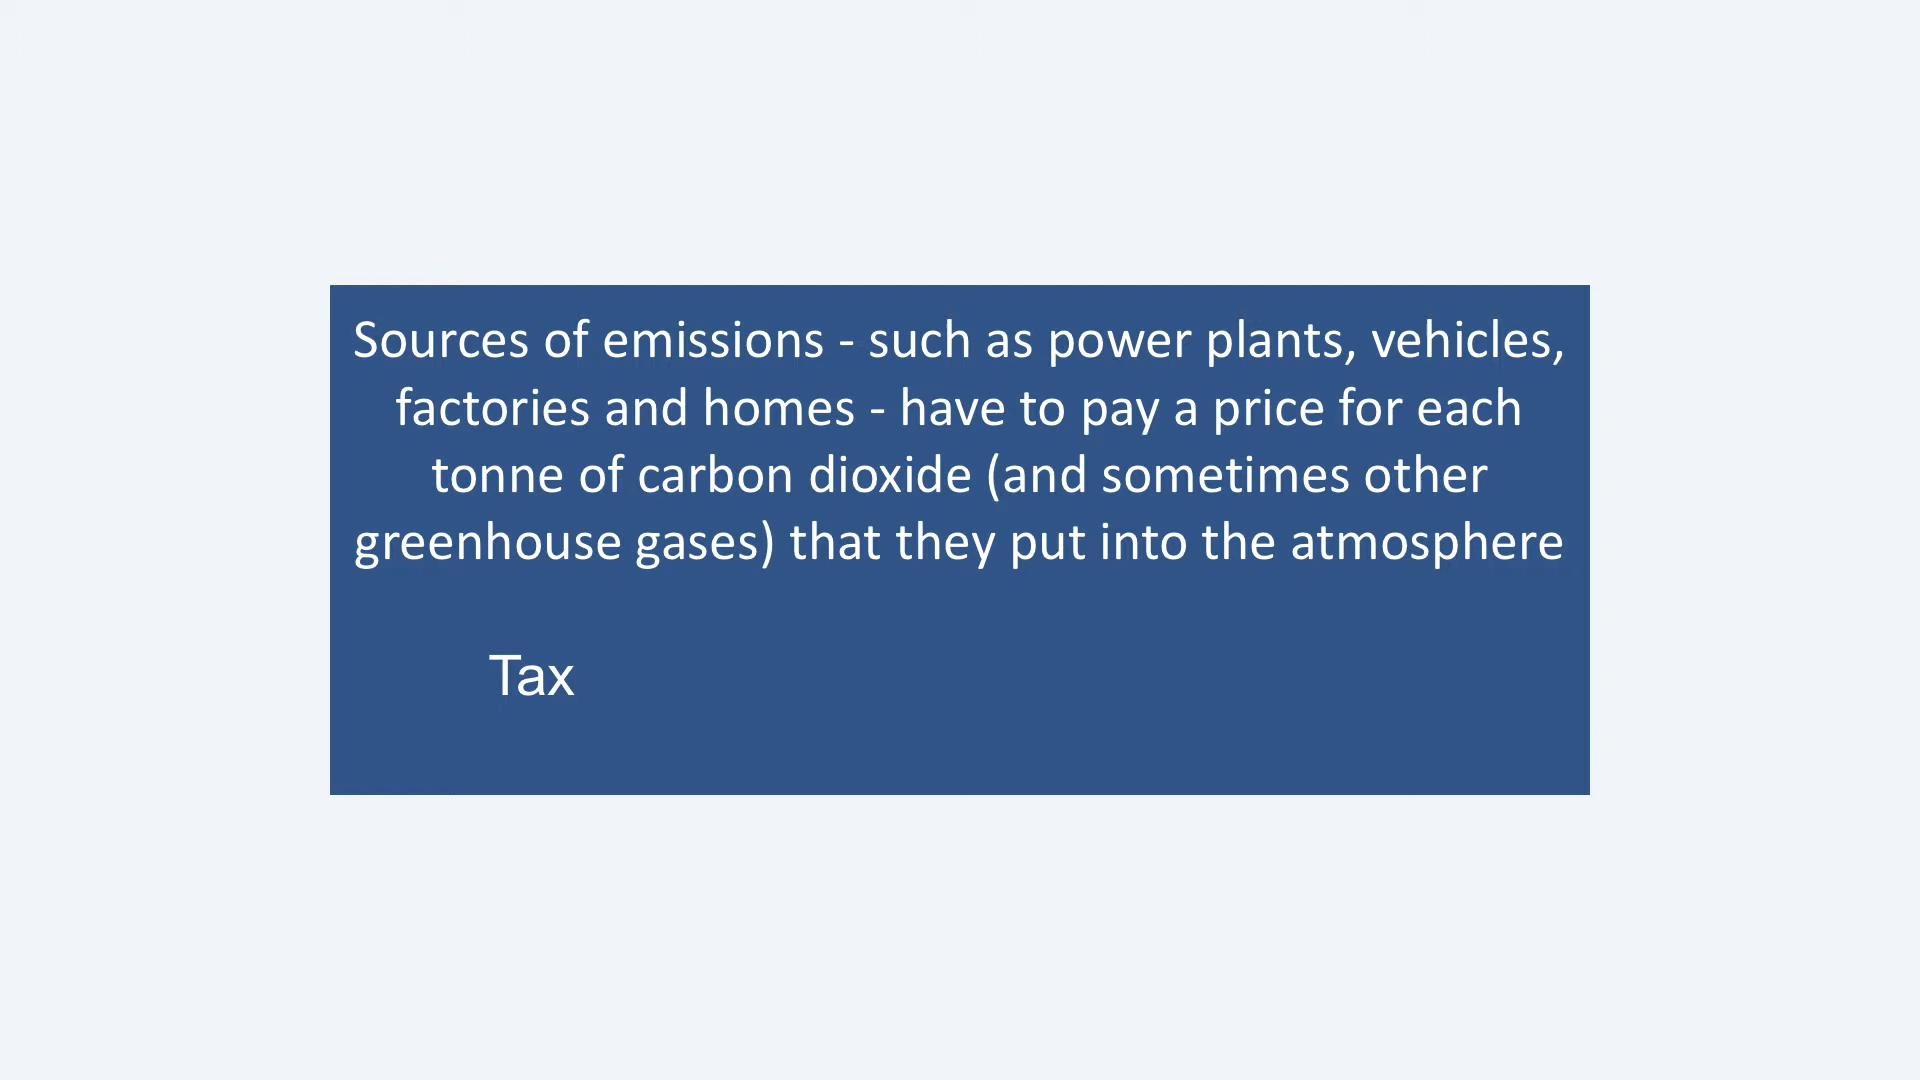 Sources of emissions - such as power plants, vehicles,
factories and homes - have to pay a price for each
tonne of carbon dioxide (and sometimes other
greenhouse gases) that they put into the atmosphere
Tax